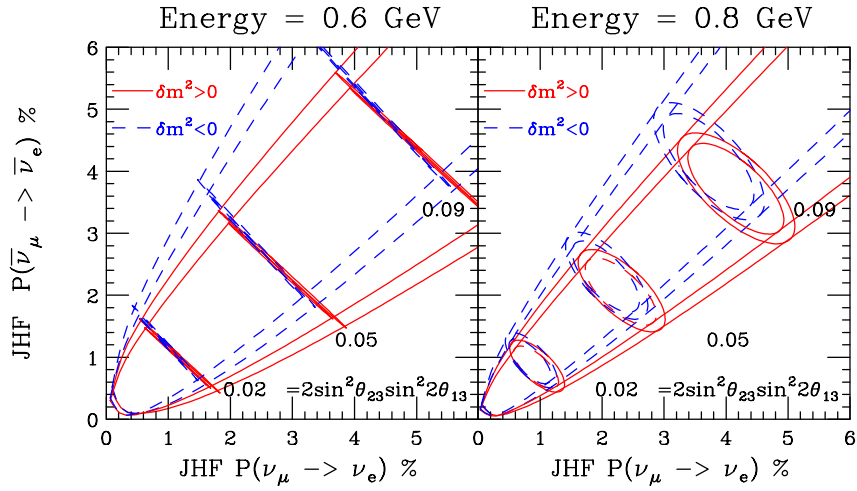 Energy = 0.6 GeV
Energy = 0.8 GeV
JHF P(ν̄μ -> ν̄e) %
6
5
4
3
2
1
0
δm²>0
δm²<0
0.09
0.05
0.02 =2sin²θ23sin²2θ13
0 1 2 3 4 5
JHF P(νμ -> νe) %
δm²>0
δm²<0
0.09
0.05
0.02 =2sin²θ23sin²2θ13
0 1 2 3 4 5 6
JHF P(νμ -> νe) %